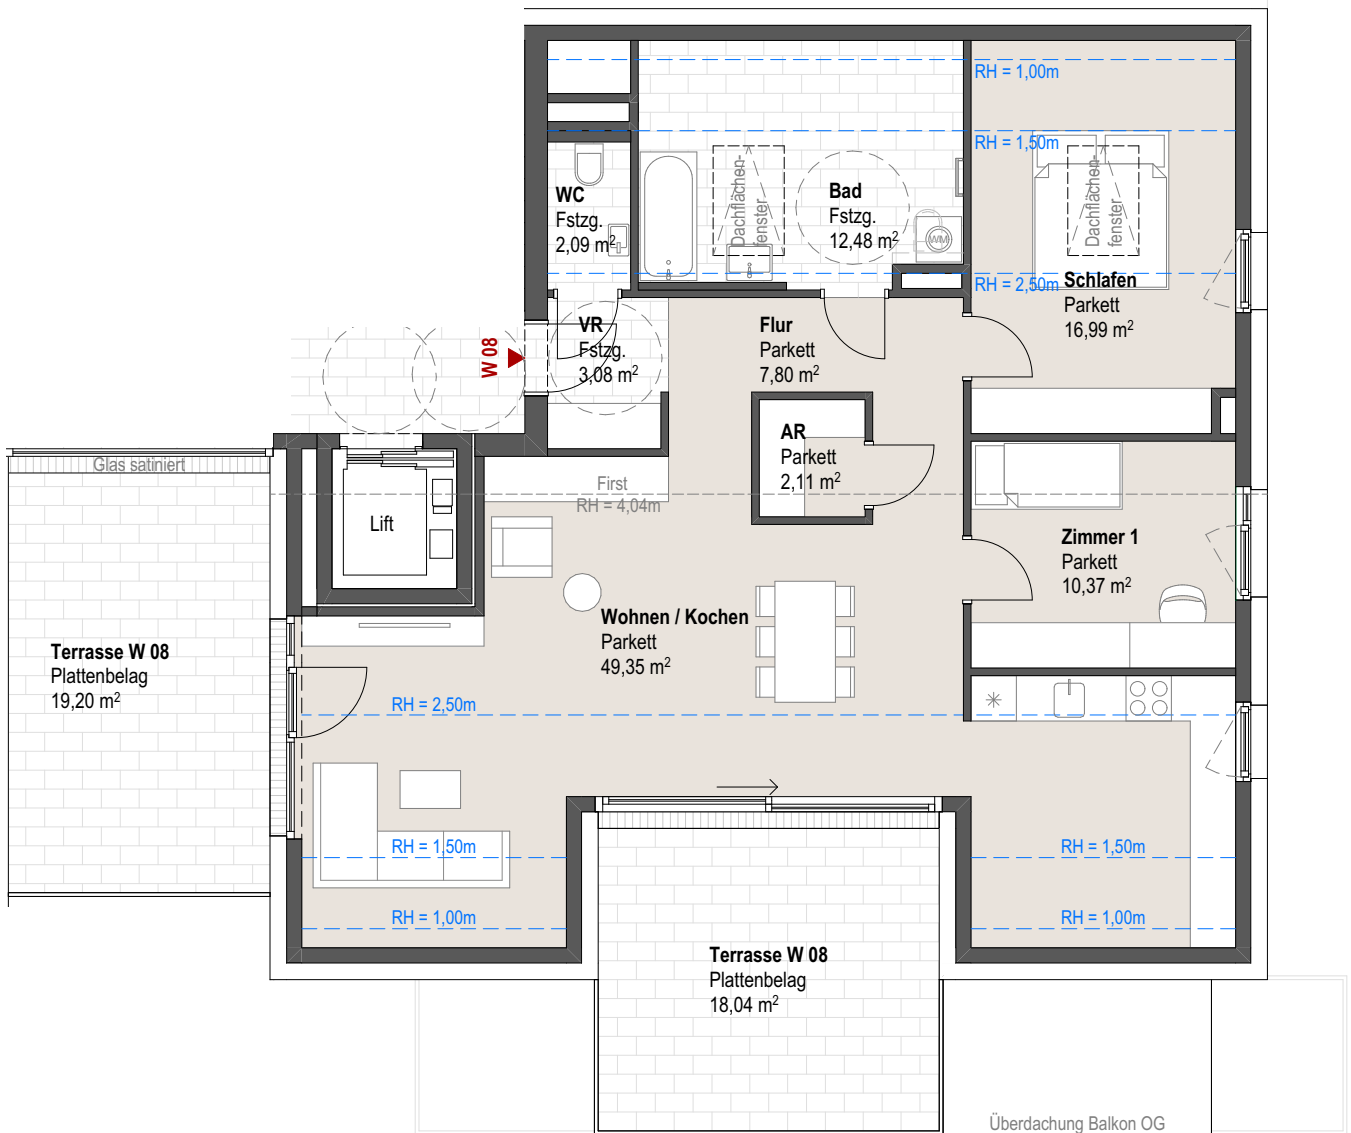 RH = 1,00m
RH = 1,50m
Dachflächen-
fenster
Dachflächen-
fenster
WC
Fstzg.
2,09 m²
Bad
Fstzg.
12,48 m²
WM
RH = 2,50m
Schlafen
Parkett
16,99 m²
W 08
VR
Fstzg.
3,08 m²
Flur
Parkett
7,80 m²
AR
Parkett
2,11 m²
Glas satiniert
First
RH = 4,04m
Lift
Zimmer 1
Parkett
10,37 m²
Wohnen / Kochen
Parkett
49,35 m²
Terrasse W 08
Plattenbelag
19,20 m²
RH = 2,50m
RH = 1,50m
RH = 1,50m
RH = 1,00m
RH = 1,00m
Terrasse W 08
Plattenbelag
18,04 m²
Überdachung Balkon OG